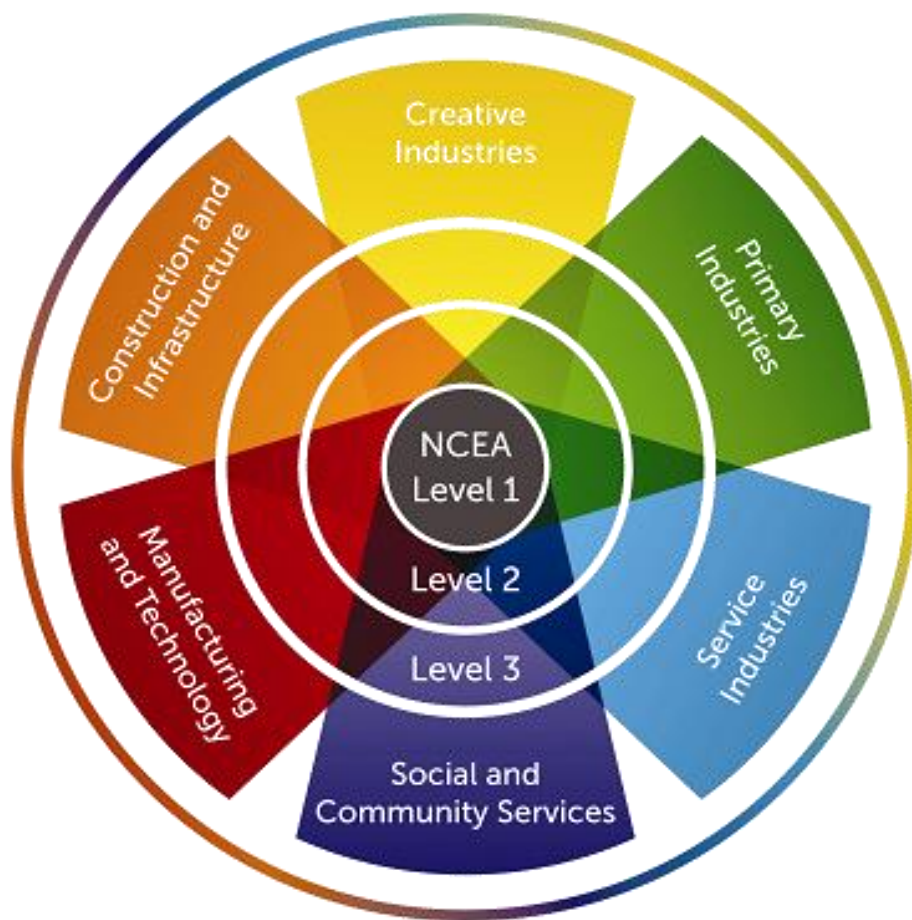 Creative
Industries
Primary
Industries
Service
Industries
Social and
Community Services
Manufacturing
and Technology
Construction and
Infrastructure
NCEA
Level 1
Level 2
Level 3